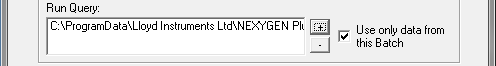 Run Query:
C:\ProgramData\Lloyd Instruments Ltd\NEXYGEN Plu
+
-
Use only data from
this Batch